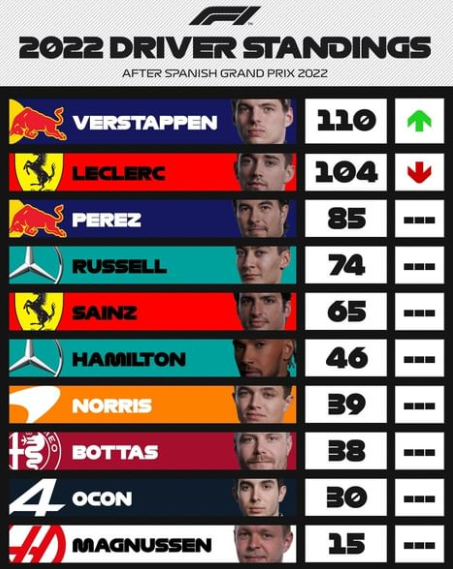 F1
2022 DRIVER STANDINGS
AFTER SPANISH GRAND PRIX 2022
VERSTAPPEN 110
LECLERC 104
PEREZ 85
RUSSELL 74
SAINZ 65
HAMILTON 46
NORRIS 39
BOTTAS 38
OCON 30
MAGNUSSEN 15